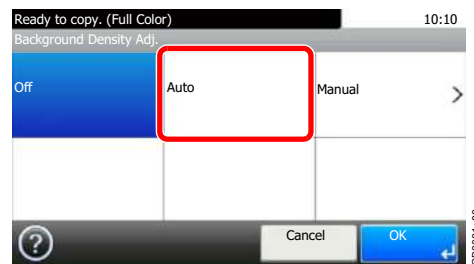 Ready to copy. (Full Color) 10:10
Background Density Adj.
Off Auto Manual >
? Cancel OK